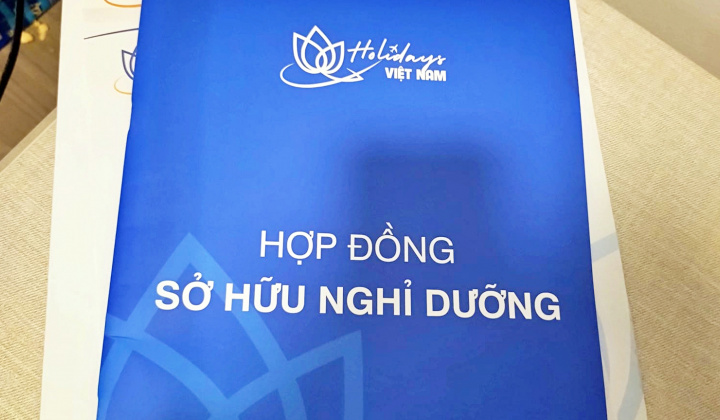 Holidays
VIỆT NAM
HỢP ĐỒNG
SỞ HỮU NGHỈ DƯỠNG